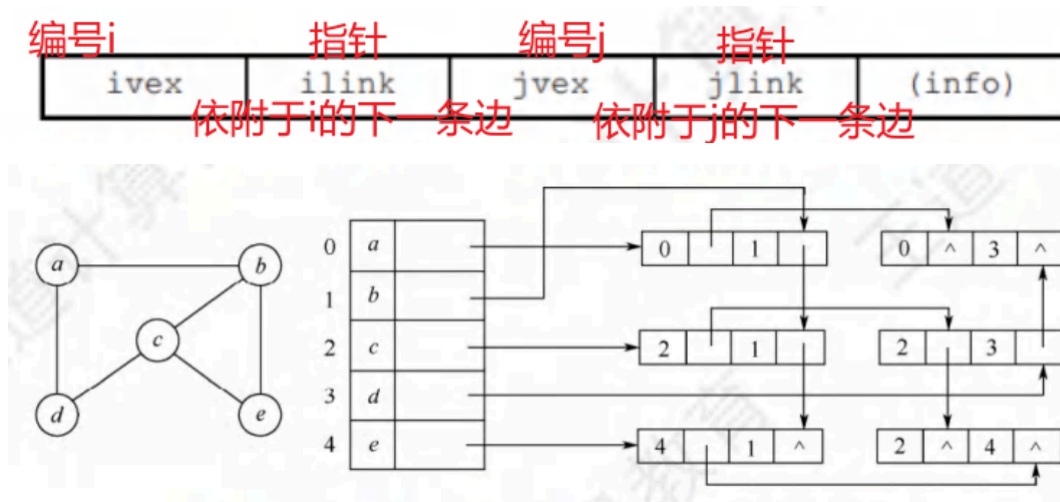 编号i 指针 编号j 指针
ivex ilink jvex jlink (info)
依附于i的下一条边 依附于j的下一条边
0 a 0 1 0 ^ 3 ^
a b
1 b
c
2 c 2 1 2 3
3 d
d e
4 e 4 1 ^ 2 ^ 4 ^